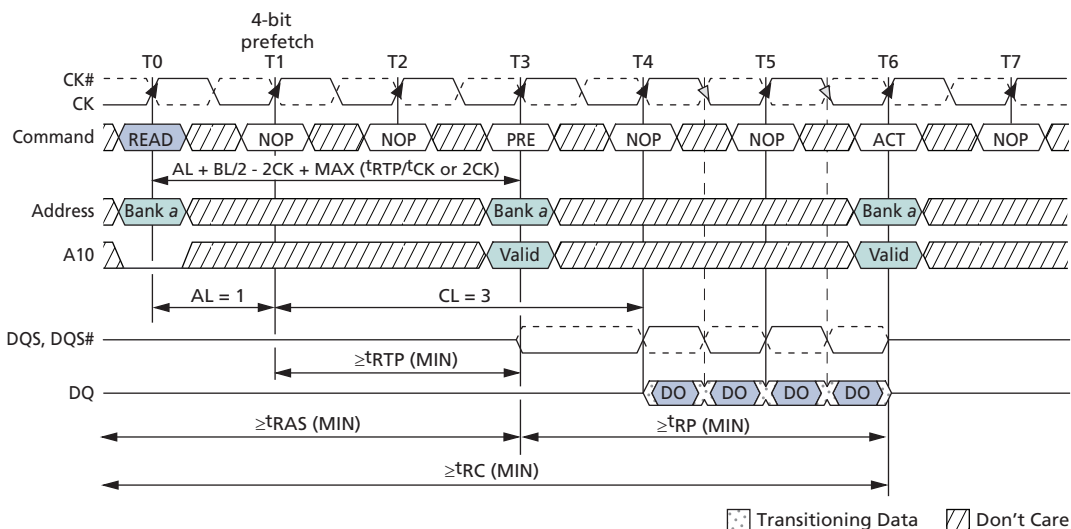 4-bit
prefetch
T0 T1 T2 T3 T4 T5 T6 T7
CK#
CK
Command READ NOP NOP PRE NOP NOP ACT NOP
AL + BL/2 - 2CK + MAX (tRTP/tCK or 2CK)
Address Bank a Bank a Bank a
A10 Valid Valid
AL = 1 CL = 3
DQS, DQS#
≥tRTP (MIN)
DQ DO DO DO DO
≥tRAS (MIN) ≥tRP (MIN)
≥tRC (MIN)
Transitioning Data Don't Care